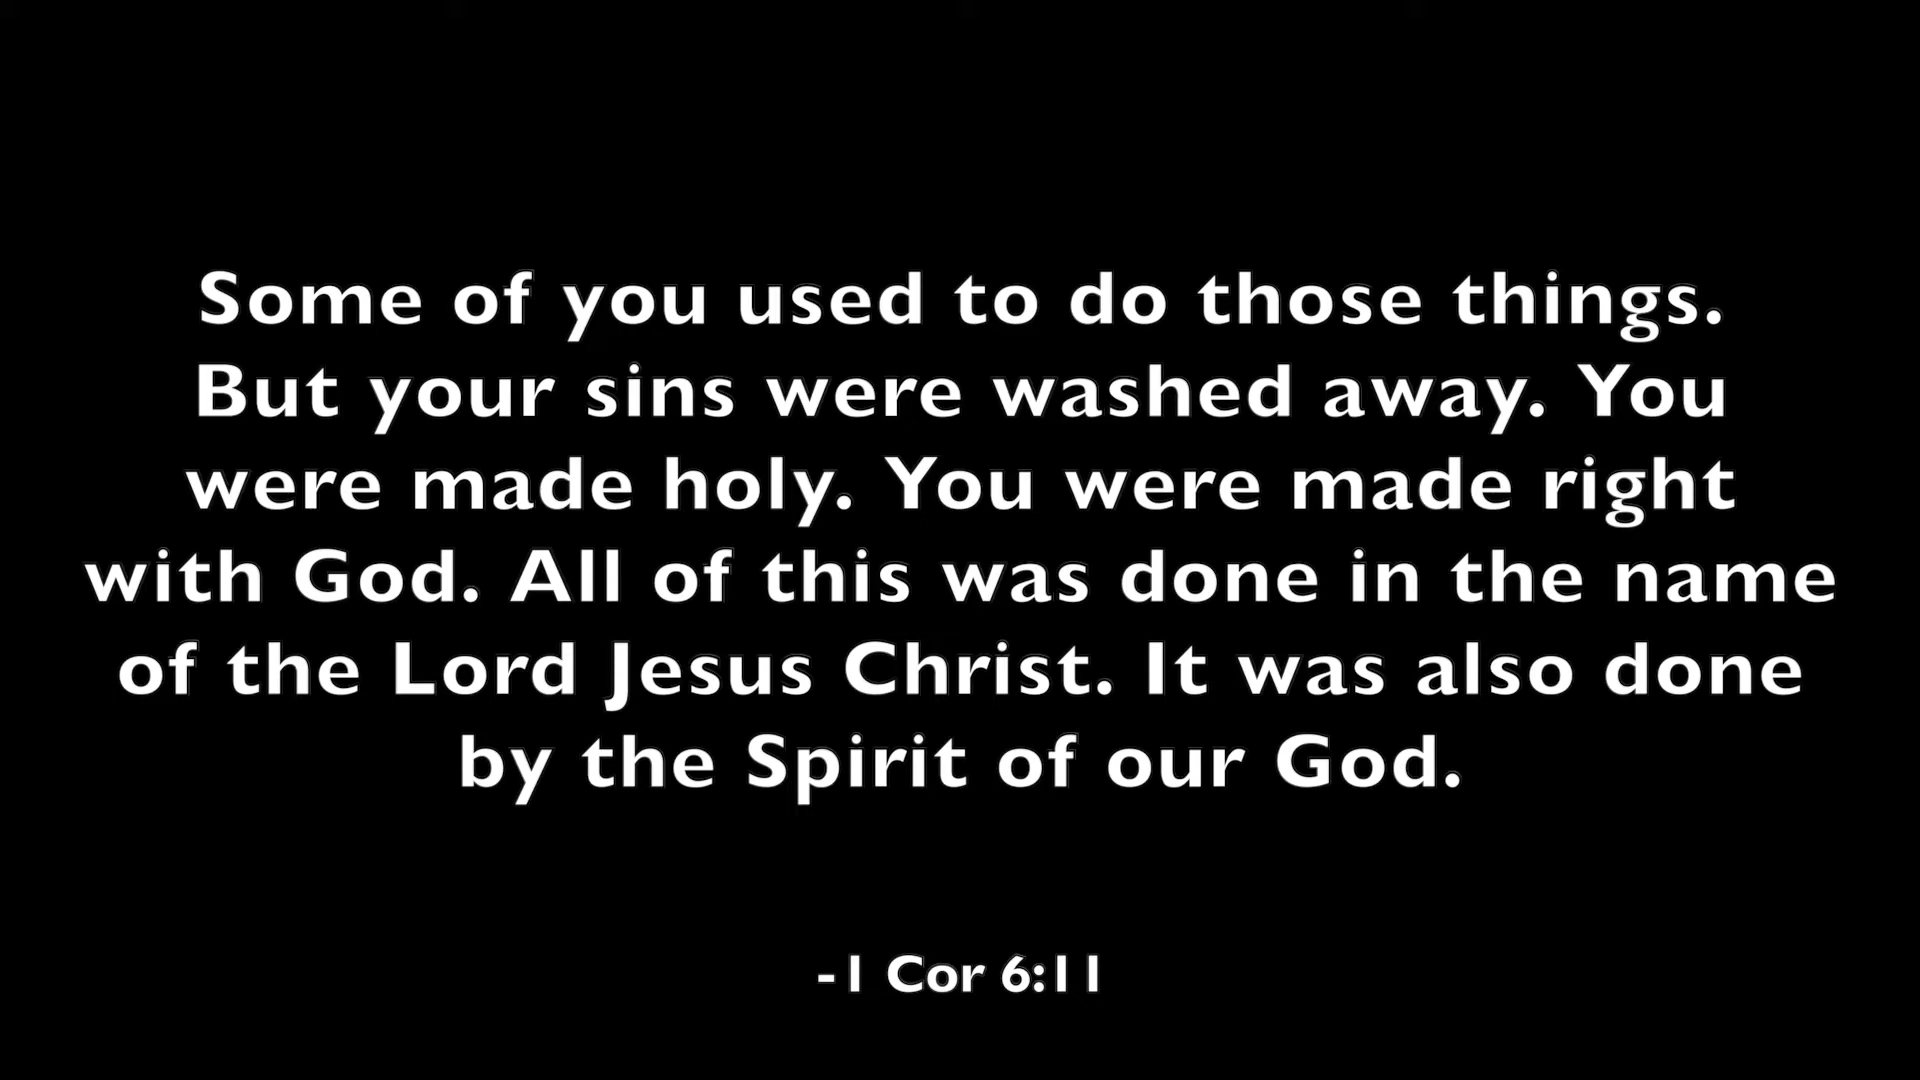 Some of you used to do those things.
But your sins were washed away. You
were made holy. You were made right
with God. All of this was done in the name
of the Lord Jesus Christ. It was also done
by the Spirit of our God.
-1 Cor 6:11